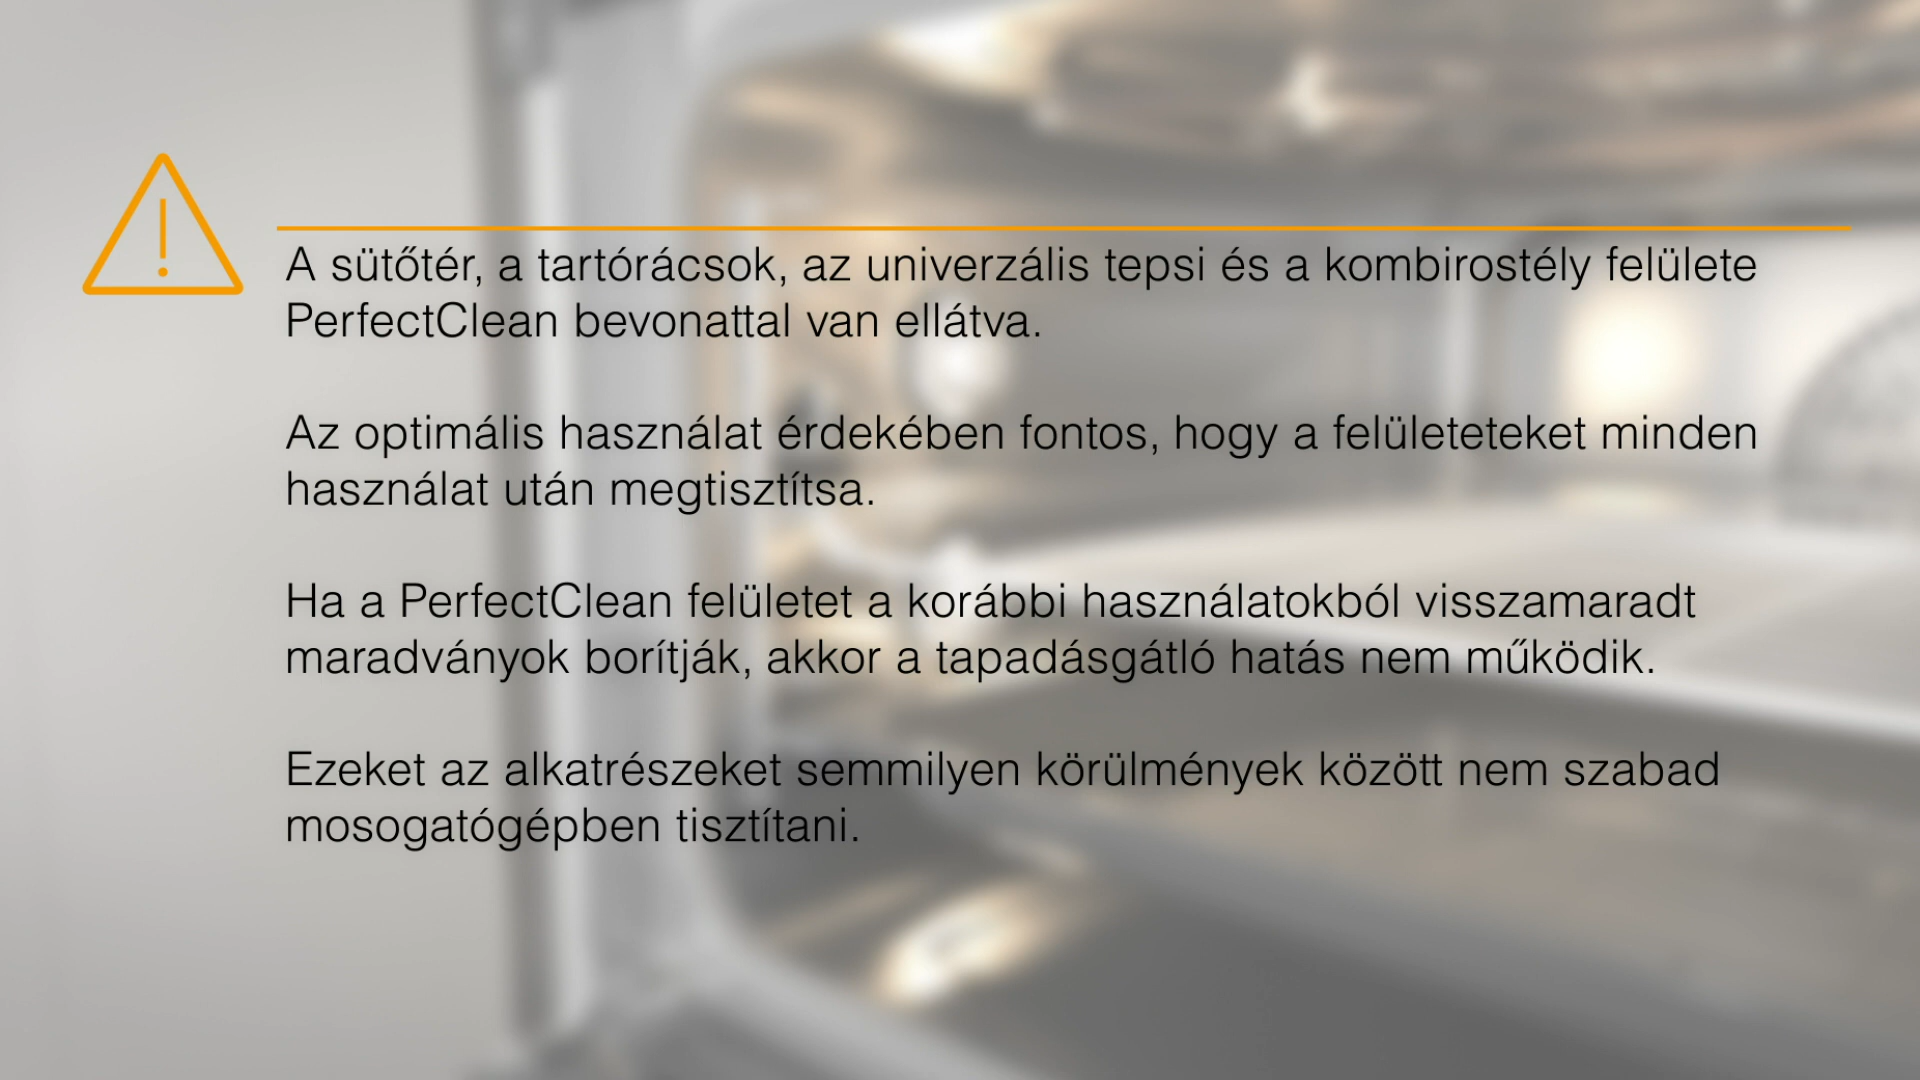 A sütőtér, a tartórácsok, az univerzális tepsi és a kombirostély felülete
PerfectClean bevonattal van ellátva.
Az optimális használat érdekében fontos, hogy a felületeteket minden
használat után megtisztítsa.
Ha a PerfectClean felületet a korábbi használatokból visszamaradt
maradványok borítják, akkor a tapadásgátló hatás nem működik.
Ezeket az alkatrészeket semmilyen körülmények között nem szabad
mosogatógépben tisztítani.